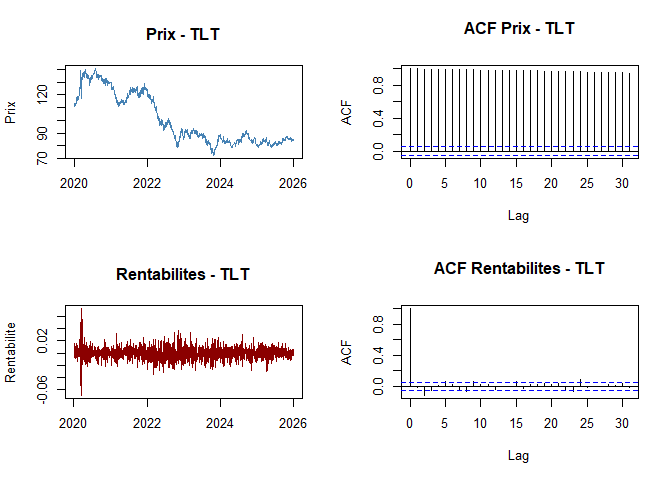 Prix - TLT
Prix
70 90 120
2020 2022 2024 2026
ACF Prix - TLT
ACF
0.0 0.4 0.8
0 5 10 15 20 25 30
Lag
Rentabilites - TLT
Rentabilite
-0.06 0.02
2020 2022 2024 2026
ACF Rentabilites - TLT
ACF
0.0 0.4 0.8
0 5 10 15 20 25 30
Lag